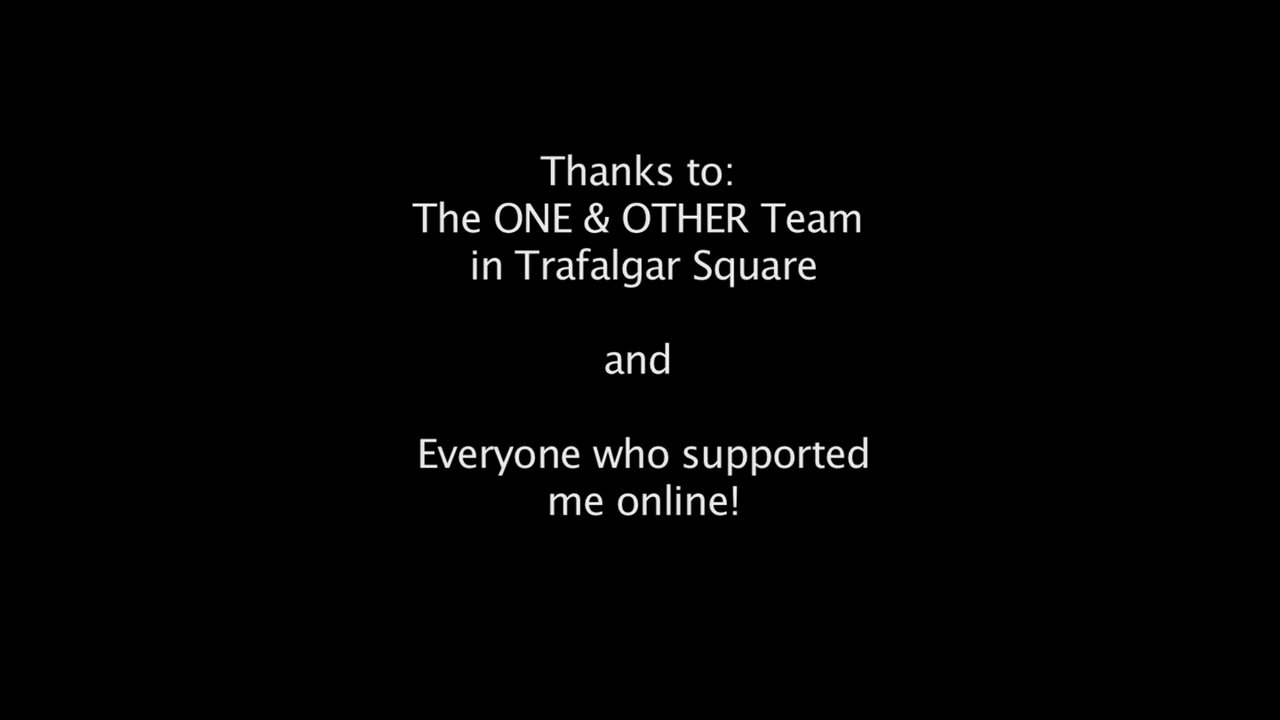 Thanks to:
The ONE & OTHER Team
in Trafalgar Square
and
Everyone who supported
me online!